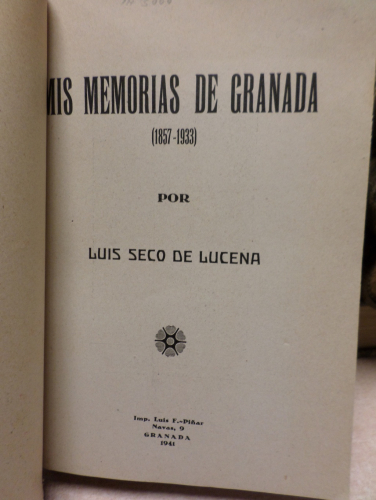 MIS MEMORIAS DE GRANADA
(1857-1933)
POR
LUIS SECO DE LUCENA
Imp. Luis F.-Piñar
Navas, 9
GRANADA
1941